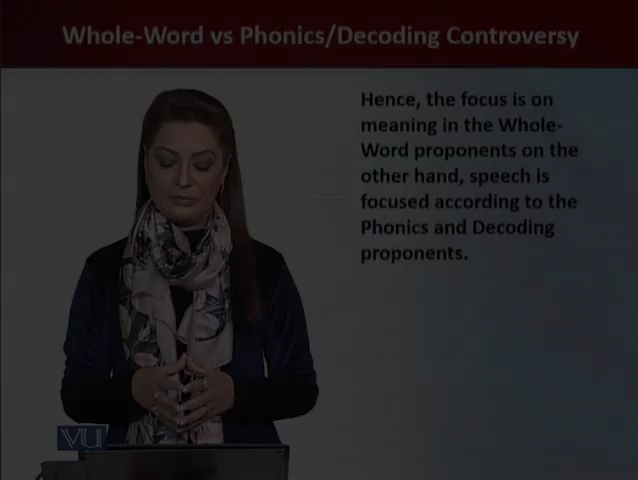 Whole-Word vs Phonics/Decoding Controversy
Hence, the focus is on
meaning in the Whole-
Word proponents on the
other hand, speech is
focused according to the
Phonics and Decoding
proponents.
VU